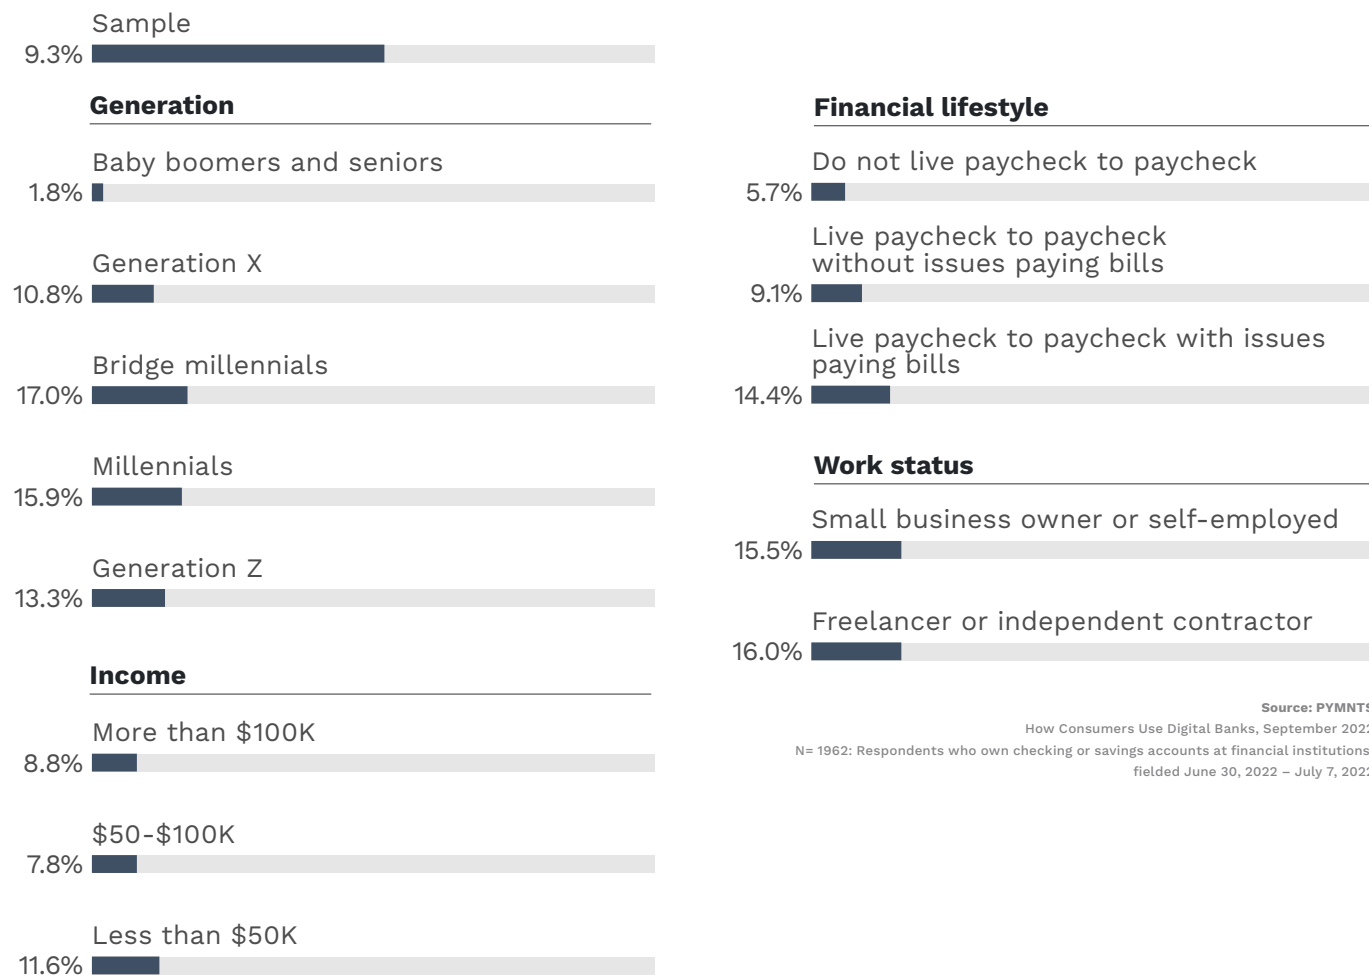 Sample
9.3%
Generation
Baby boomers and seniors
1.8%
Generation X
10.8%
Bridge millennials
17.0%
Millennials
15.9%
Generation Z
13.3%
Income
More than $100K
8.8%
$50-$100K
7.8%
Less than $50K
11.6%
Financial lifestyle
Do not live paycheck to paycheck
5.7%
Live paycheck to paycheck
without issues paying bills
9.1%
Live paycheck to paycheck with issues
paying bills
14.4%
Work status
Small business owner or self-employed
15.5%
Freelancer or independent contractor
16.0%
Source: PYMNTS
How Consumers Use Digital Banks, September 2022
N= 1962: Respondents who own checking or savings accounts at financial institutions
fielded June 30, 2022 – July 7, 2022